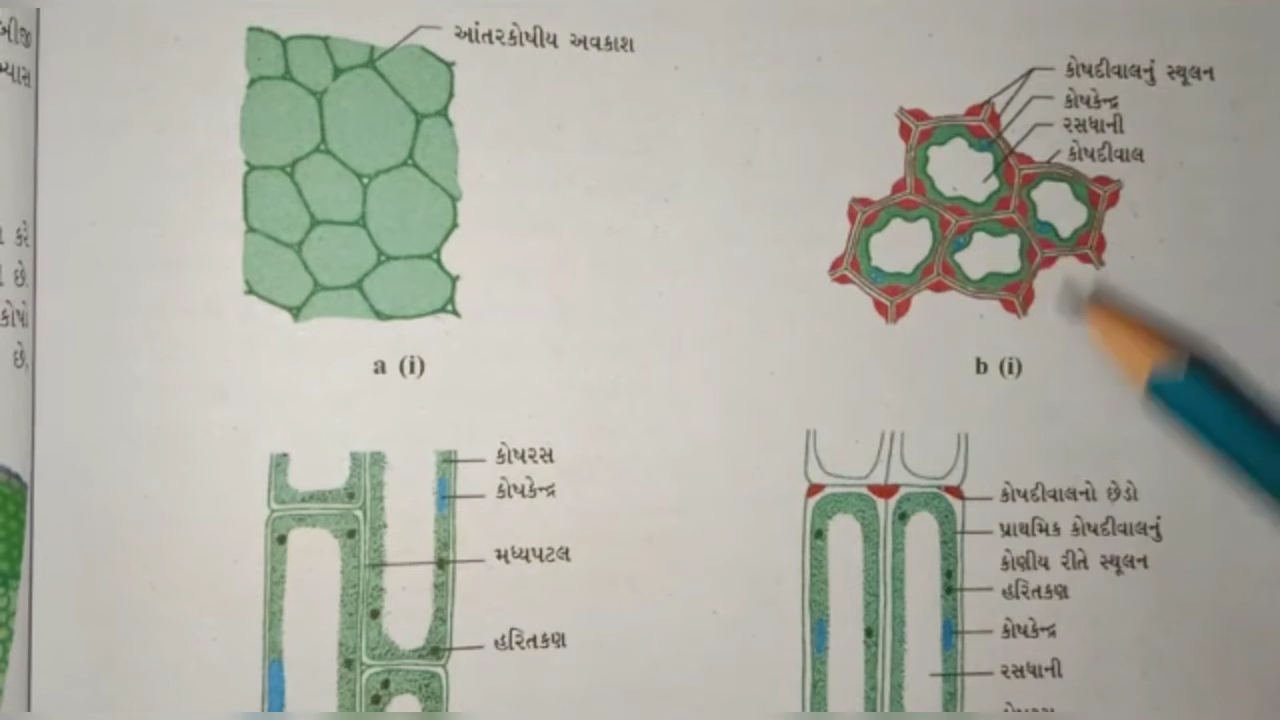 આંતરકોષીય અવકાશ
કોષદીવાલનું સ્થૂલન
કોષકેન્દ્ર
રસધાની
કોષદીવાલ
a (i)
b (i)
કોષરસ
કોષકેન્દ્ર
મધ્યપટલ
હરિતકણ
કોષદીવાલનો છેડો
પ્રાથમિક કોષદીવાલનું
કોણીય રીતે સ્થૂલન
હરિતકણ
કોષકેન્દ્ર
રસધાની
કરે
છે.
કોષો
છે.